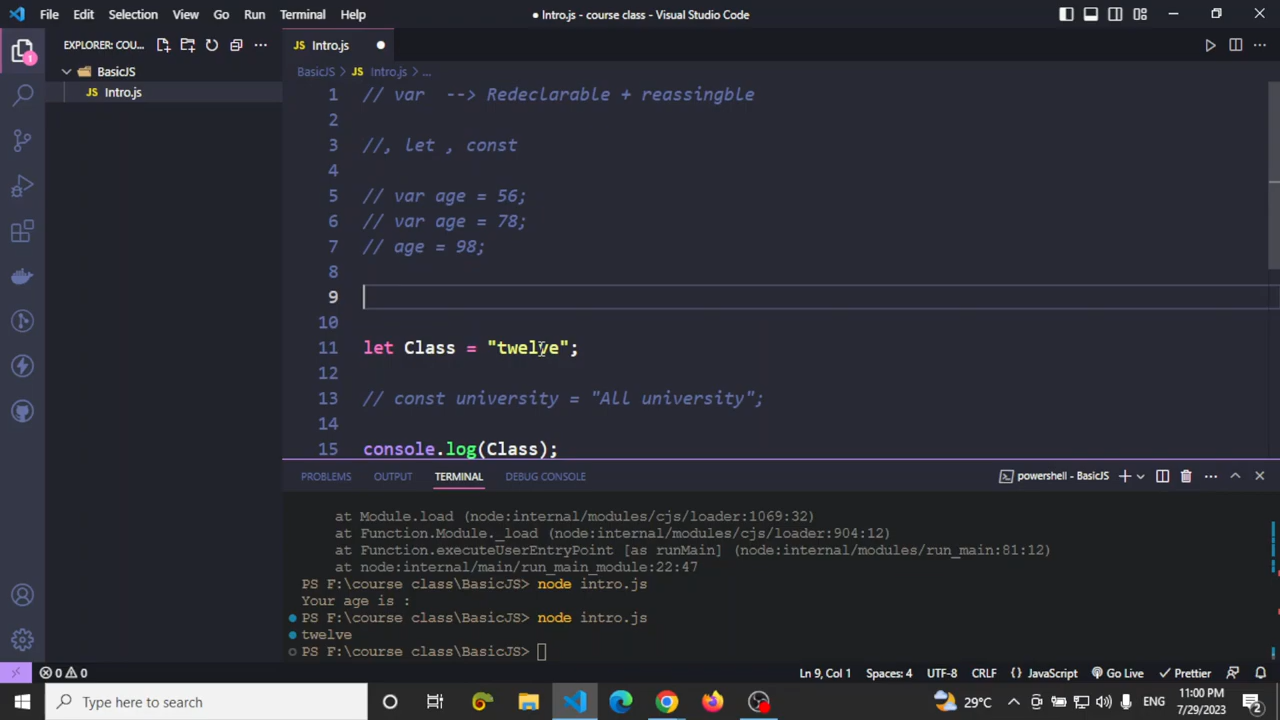 File Edit Selection View Go Run Terminal Help
● Intro.js - course class - Visual Studio Code
EXPLORER: COU...
JS Intro.js ●
BasicJS
JS Intro.js
BasicJS > JS Intro.js > ...
1 // var --> Redeclarable + reassingble
2
3 //, let , const
4
5 // var age = 56;
6 // var age = 78;
7 // age = 98;
8
9
10
11 let Class = "twelve";
12
13 // const university = "All university";
14
15 console.log(Class);
PROBLEMS OUTPUT TERMINAL DEBUG CONSOLE
powershell - BasicJS
at Module.load (node:internal/modules/cjs/loader:1069:32)
at Function.Module._load (node:internal/modules/cjs/loader:904:12)
at Function.executeUserEntryPoint [as runMain] (node:internal/modules/run_main:81:12)
at node:internal/main/run_main_module:22:47
PS F:\course class\BasicJS> node intro.js
Your age is :
PS F:\course class\BasicJS> node intro.js
twelve
PS F:\course class\BasicJS>
1
0 0
Ln 9, Col 1 Spaces: 4 UTF-8 CRLF {} JavaScript Go Live Prettier
Type here to search
29°C
ENG
11:00 PM
7/29/2023
2